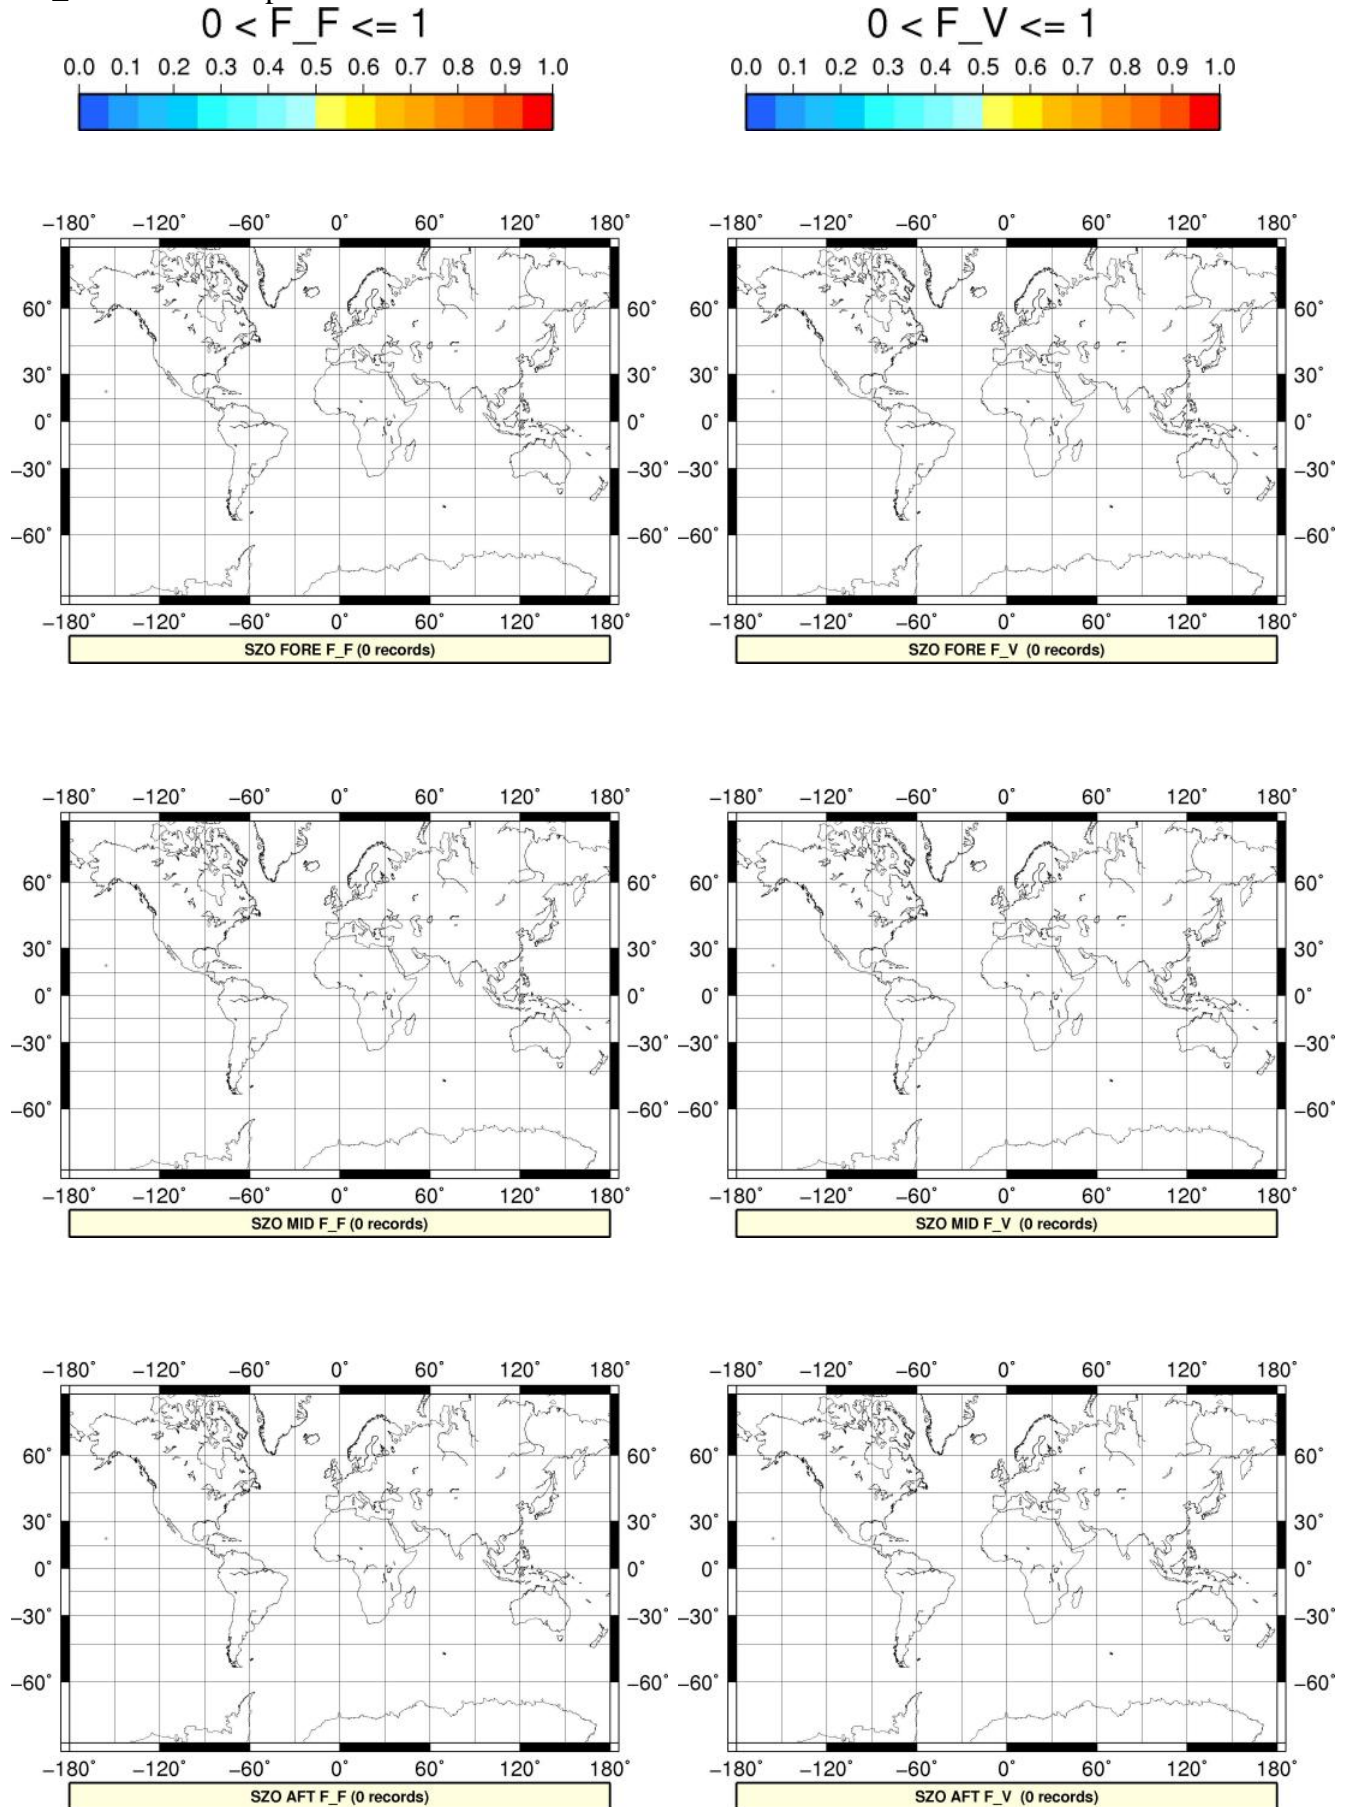 0 < F_F <= 1 0 < F_V <= 1
0.0 0.1 0.2 0.3 0.4 0.5 0.6 0.7 0.8 0.9 1.0 0.0 0.1 0.2 0.3 0.4 0.5 0.6 0.7 0.8 0.9 1.0
−180° −120° −60° 0° 60° 120° 180° −180° −120° −60° 0° 60° 120° 180°
60° 60° 60°
30° 30° 30°
0° 0° 0°
−30° −30° −30° −30°
−60° −60° −60° −60°
−180° −120° −60° 0° 60° 120° 180° −180° −120° −60° 0° 60° 120° 180°
SZO FORE F_F (0 records) SZO FORE F_V (0 records)
−180° −120° −60° 0° 60° 120° 180° −180° −120° −60° 0° 60° 120° 180°
60° 60° 60°
30° 30° 30°
0° 0° 0°
−30° −30° −30° −30°
−60° −60° −60° −60°
−180° −120° −60° 0° 60° 120° 180° −180° −120° −60° 0° 60° 120° 180°
SZO MID F_F (0 records) SZO MID F_V (0 records)
−180° −120° −60° 0° 60° 120° 180° −180° −120° −60° 0° 60° 120° 180°
60° 60° 60°
30° 30° 30°
0° 0° 0°
−30° −30° −30° −30°
−60° −60° −60° −60°
−180° −120° −60° 0° 60° 120° 180° −180° −120° −60° 0° 60° 120° 180°
SZO AFT F_F (0 records) SZO AFT F_V (0 records)